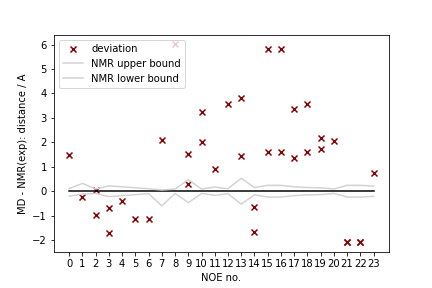 deviation
NMR upper bound
NMR lower bound
6
5
4
3
2
1
0
−1
−2
MD - NMR(exp): distance / A
0 1 2 3 4 5 6 7 8 9 10 11 12 13 14 15 16 17 18 19 20 21 22 23
NOE no.